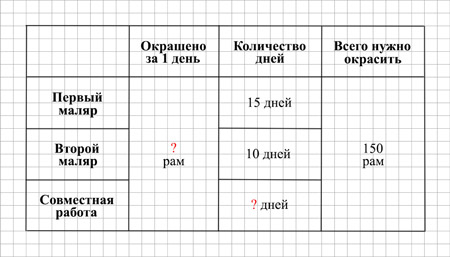 Окрашено
за 1 день
Количество
дней
Всего нужно
окрасить
Первый
маляр
15 дней
Второй
маляр
?
рам
10 дней
150
рам
Совместная
работа
? дней